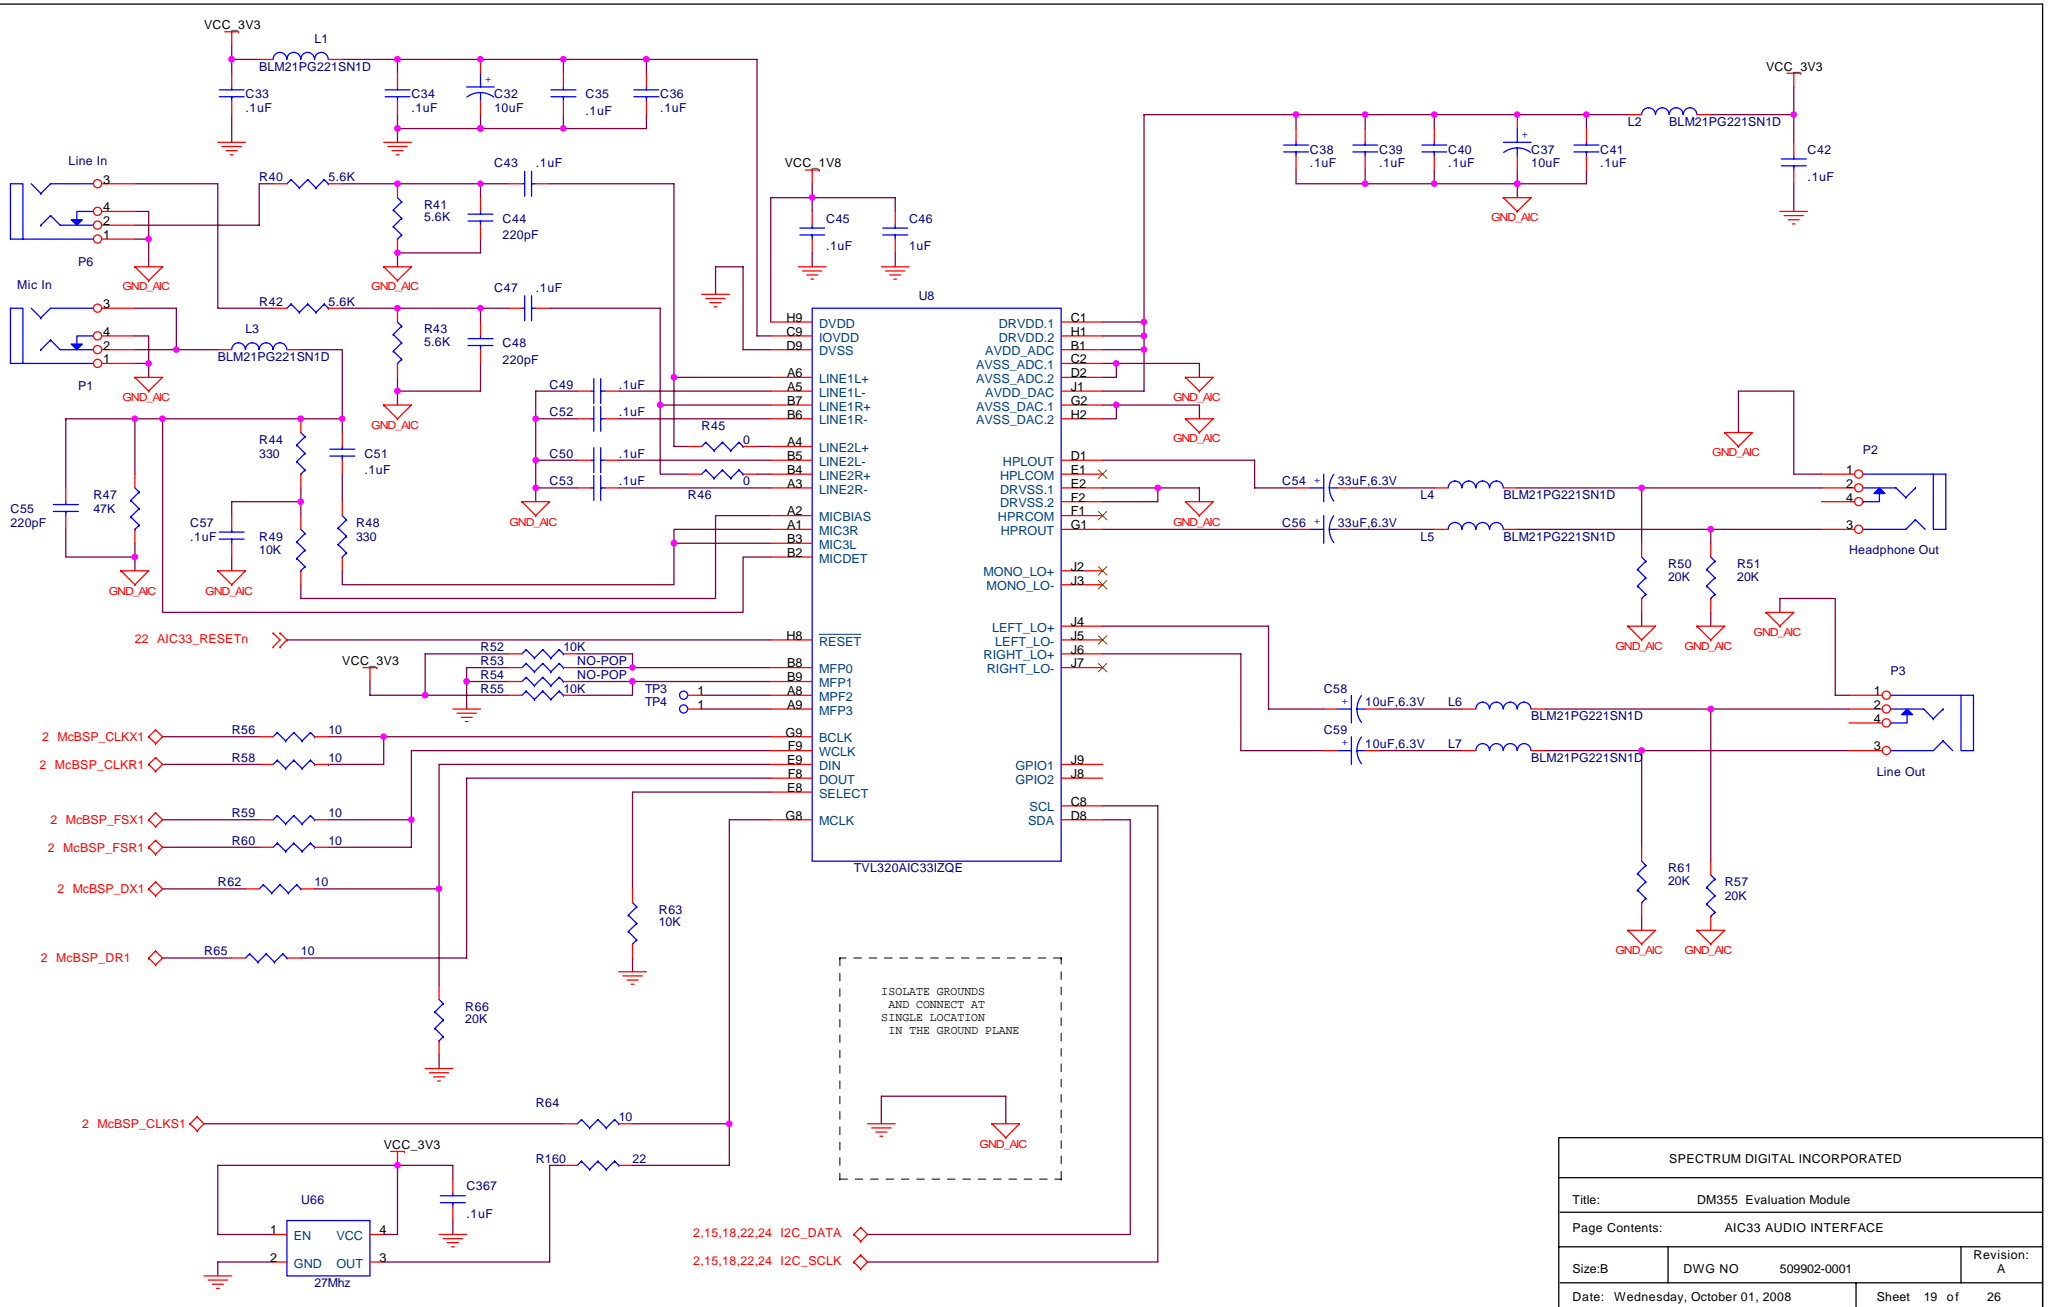 VCC_3V3
L1
BLM21PG221SN1D
C33
.1uF
C34
.1uF
C32
10uF
C35
.1uF
C36
.1uF
VCC_3V3
L2
BLM21PG221SN1D
C38
.1uF
C39
.1uF
C40
.1uF
C37
10uF
C41
.1uF
C42
.1uF
GND_AIC
Line In
3
4
2
1
P6
GND_AIC
R40
5.6K
R41
5.6K
C43
.1uF
C44
220pF
GND_AIC
VCC_1V8
C45
.1uF
C46
1uF
Mic In
3
4
2
1
P1
GND_AIC
L3
BLM21PG221SN1D
R42
5.6K
R43
5.6K
C47
.1uF
C48
220pF
GND_AIC
C49
.1uF
C52
.1uF
C50
.1uF
C53
.1uF
GND_AIC
R45
0
R46
0
R44
330
C51
.1uF
C55
220pF
R47
47K
C57
.1uF
R49
10K
R48
330
GND_AIC
GND_AIC
U8
H9 DVDD
C9 IOVDD
D9 DVSS
A6 LINE1L+
A5 LINE1L-
B7 LINE1R+
B6 LINE1R-
A4 LINE2L+
B5 LINE2L-
B4 LINE2R+
A3 LINE2R-
A2 MICBIAS
A1 MIC3R
B3 MIC3L
B2 MICDET
H8 RESET
B8 MFP0
B9 MFP1
A8 MPF2
A9 MFP3
G9 BCLK
F9 WCLK
E9 DIN
F8 DOUT
E8 SELECT
G8 MCLK
DRVDD.1 C1
DRVDD.2 H1
AVDD_ADC B1
AVSS_ADC.1 C2
AVSS_ADC.2 D2
AVDD_DAC J1
AVSS_DAC.1 G2
AVSS_DAC.2 H2
HPLOUT D1
HPLCOM E1
DRVSS.1 E2
DRVSS.2 F2
HPRCOM F1
HPROUT G1
MONO_LO+ J2
MONO_LO- J3
LEFT_LO+ J4
LEFT_LO- J5
RIGHT_LO+ J6
RIGHT_LO- J7
GPIO1 J9
GPIO2 J8
SCL C8
SDA D8
TVL320AIC33IZQE
GND_AIC
GND_AIC
GND_AIC
C54
33uF,6.3V
L4
BLM21PG221SN1D
C56
33uF,6.3V
L5
BLM21PG221SN1D
GND_AIC
P2
1
2
4
3
Headphone Out
R50
20K
R51
20K
GND_AIC
GND_AIC
GND_AIC
P3
1
2
4
3
Line Out
C58
10uF,6.3V
L6
BLM21PG221SN1D
C59
10uF,6.3V
L7
BLM21PG221SN1D
R61
20K
R57
20K
GND_AIC
GND_AIC
22 AIC33_RESETn
VCC_3V3
R52
10K
R53
NO-POP
R54
NO-POP
R55
10K
TP3
1
TP4
1
2 McBSP_CLKX1
R56
10
2 McBSP_CLKR1
R58
10
2 McBSP_FSX1
R59
10
2 McBSP_FSR1
R60
10
2 McBSP_DX1
R62
10
2 McBSP_DR1
R65
10
R63
10K
R66
20K
ISOLATE GROUNDS
AND CONNECT AT
SINGLE LOCATION
IN THE GROUND PLANE
GND_AIC
2 McBSP_CLKS1
R64
10
R160
22
VCC_3V3
C367
.1uF
U66
1 EN VCC 4
2 GND OUT 3
27Mhz
2,15,18,22,24 I2C_DATA
2,15,18,22,24 I2C_SCLK
SPECTRUM DIGITAL INCORPORATED
Title: DM355 Evaluation Module
Page Contents: AIC33 AUDIO INTERFACE
Size:B DWG NO 509902-0001 Revision: A
Date: Wednesday, October 01, 2008 Sheet 19 of 26